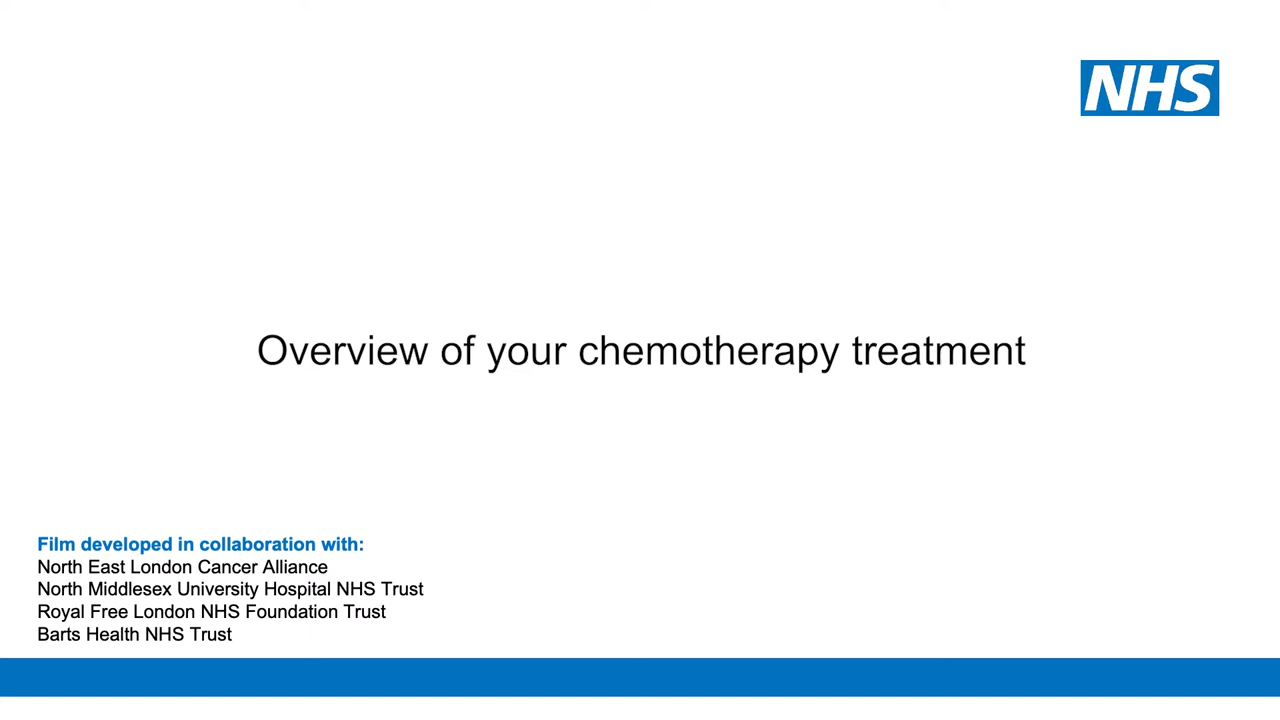 NHS
Overview of your chemotherapy treatment
Film developed in collaboration with:
North East London Cancer Alliance
North Middlesex University Hospital NHS Trust
Royal Free London NHS Foundation Trust
Barts Health NHS Trust